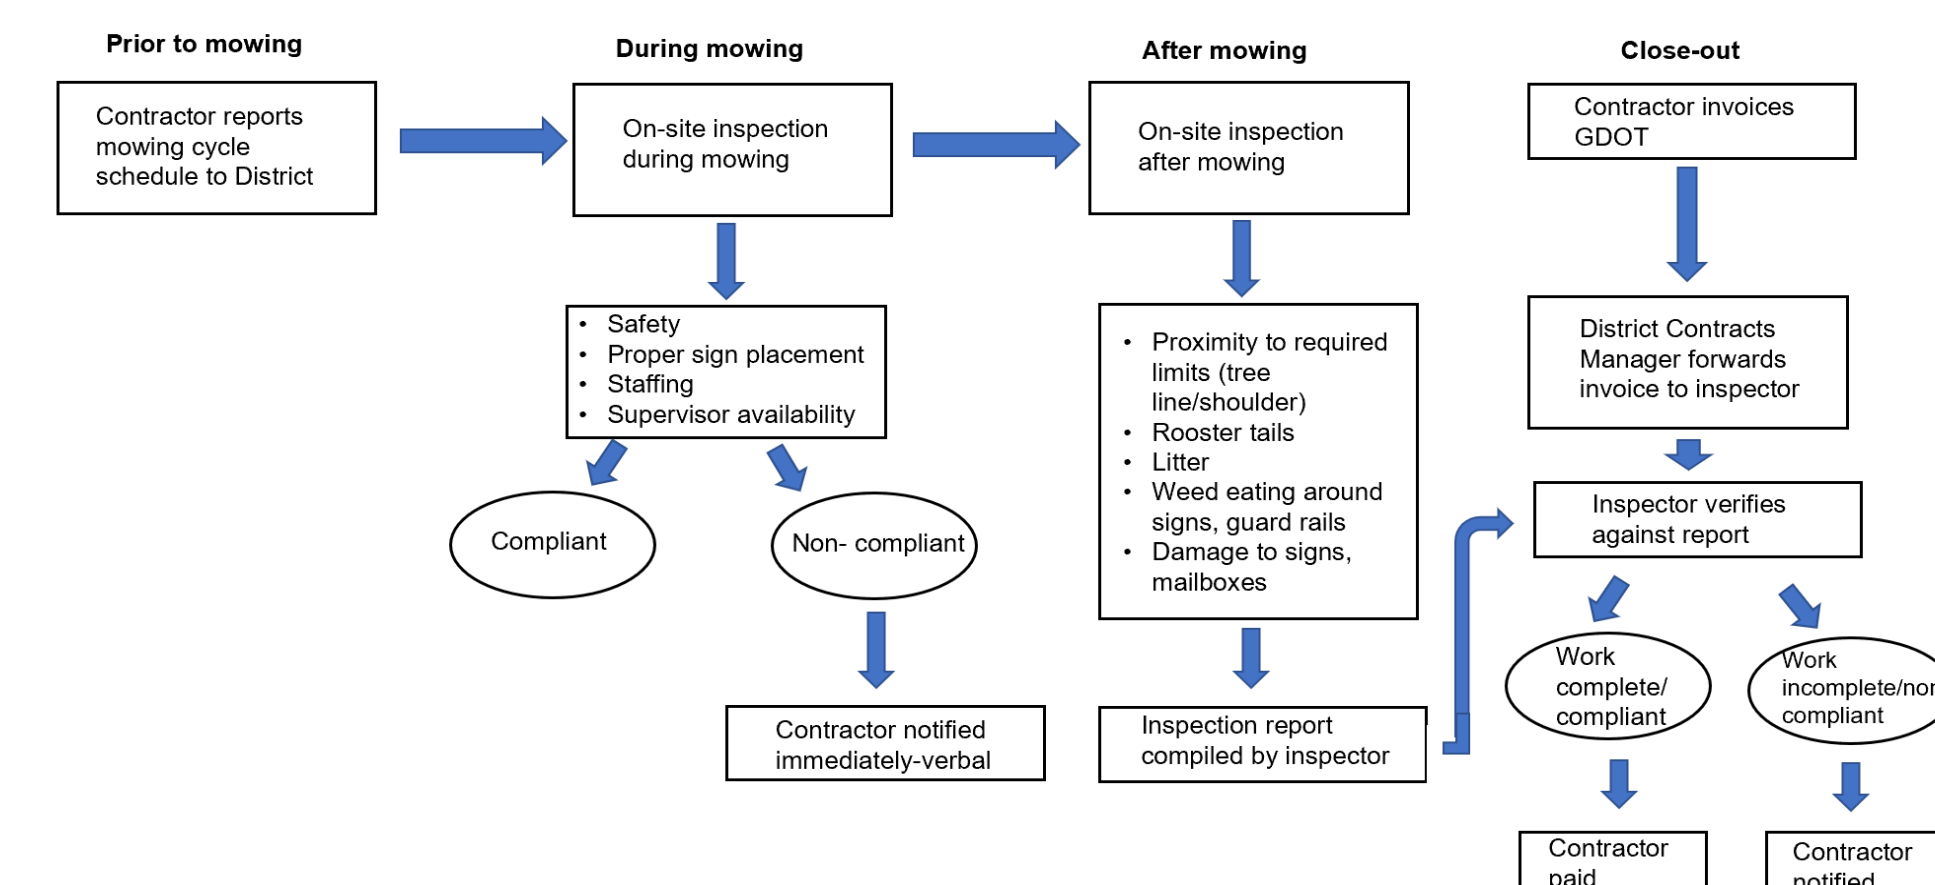 Prior to mowing
Contractor reports
mowing cycle
schedule to District
During mowing
On-site inspection
during mowing
• Safety
• Proper sign placement
• Staffing
• Supervisor availability
Compliant
Non- compliant
Contractor notified
immediately-verbal
After mowing
On-site inspection
after mowing
• Proximity to required
limits (tree
line/shoulder)
• Rooster tails
• Litter
• Weed eating around
signs, guard rails
• Damage to signs,
mailboxes
Inspection report
compiled by inspector
Close-out
Contractor invoices
GDOT
District Contracts
Manager forwards
invoice to inspector
Inspector verifies
against report
Work
complete/
compliant
Work
incomplete/non
compliant
Contractor
paid
Contractor
notified